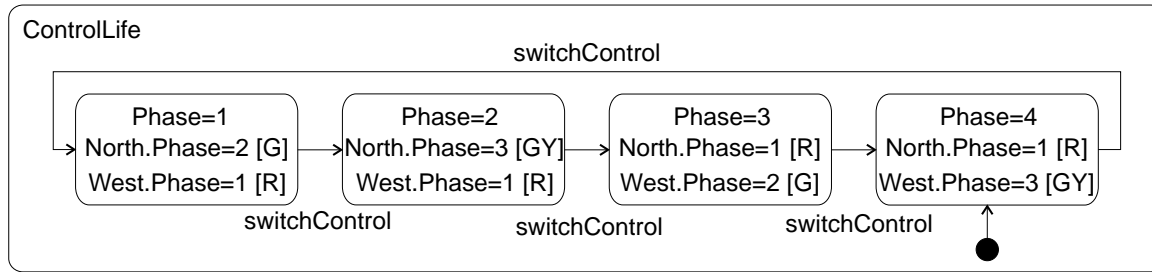 ControlLife
switchControl
Phase=1
North.Phase=2 [G]
West.Phase=1 [R]
Phase=2
North.Phase=3 [GY]
West.Phase=1 [R]
Phase=3
North.Phase=1 [R]
West.Phase=2 [G]
Phase=4
North.Phase=1 [R]
West.Phase=3 [GY]
switchControl
switchControl
switchControl